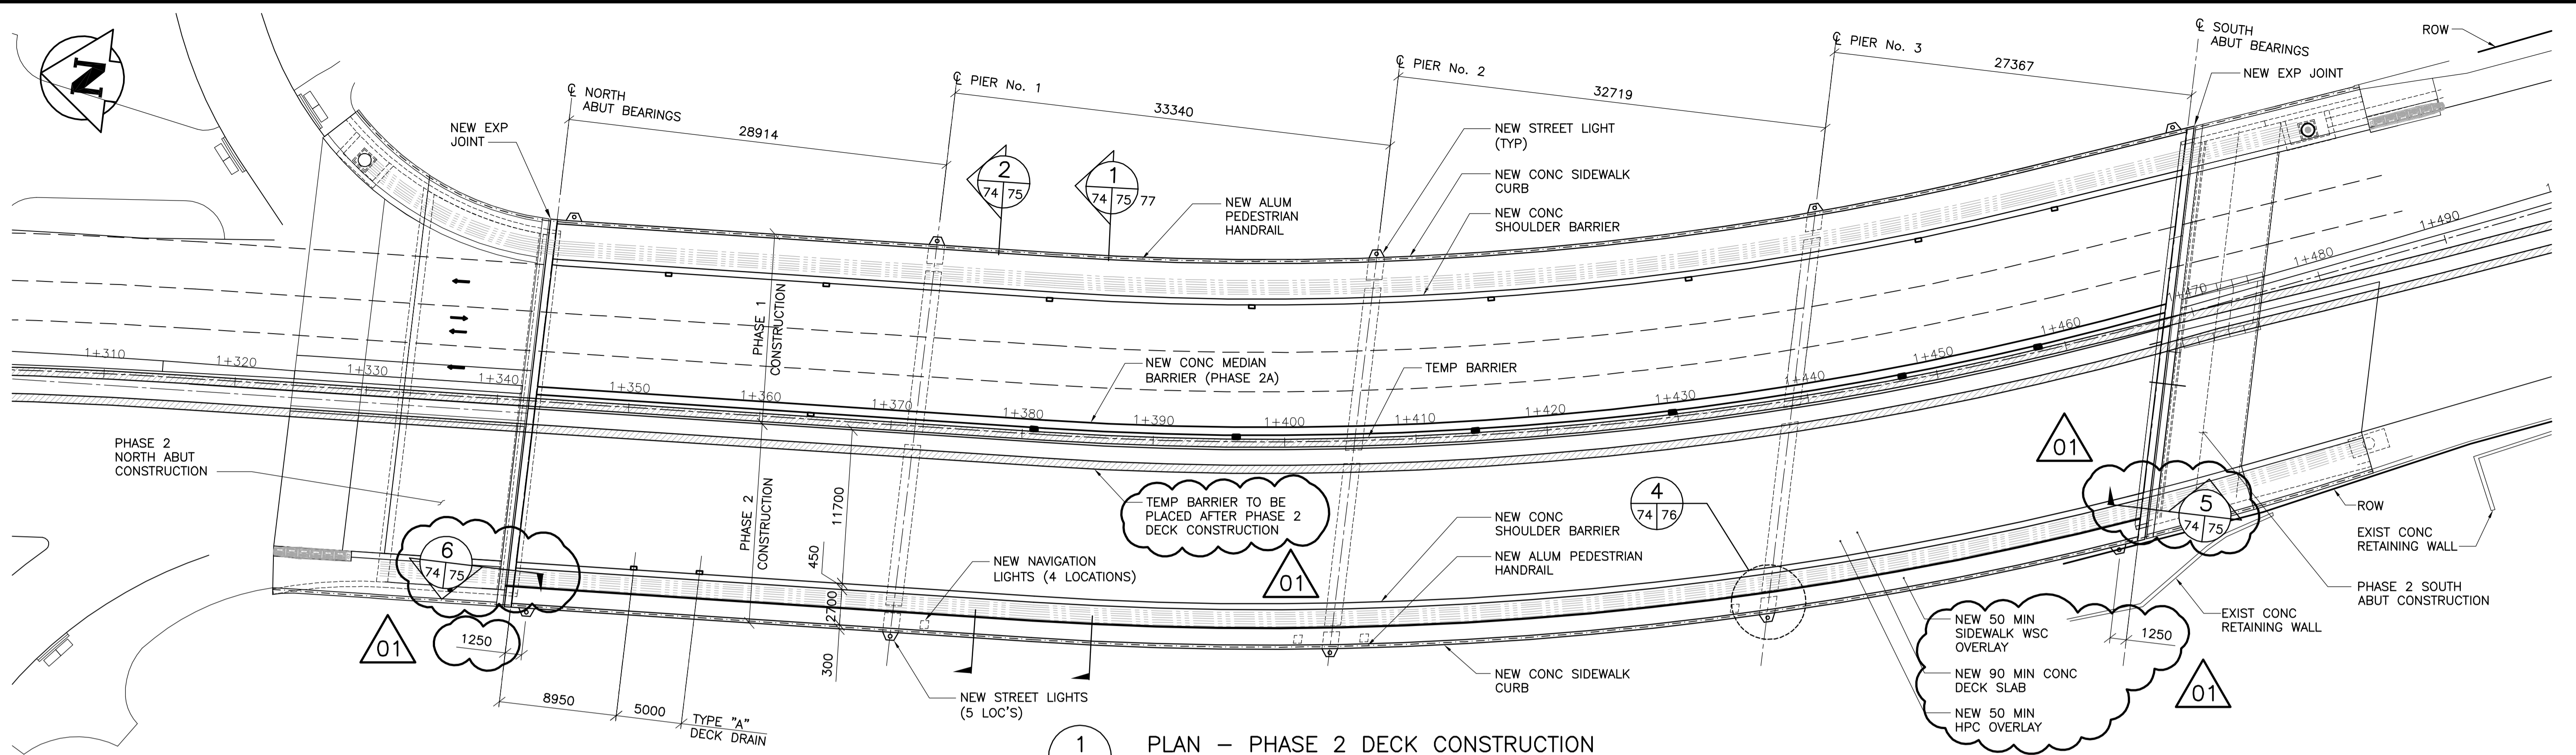 N
℄ NORTH
ABUT BEARINGS
℄ PIER No. 1
℄ PIER No. 2
℄ PIER No. 3
℄ SOUTH
ABUT BEARINGS
ROW
NEW EXP JOINT
28914
33340
32719
27367
NEW EXP
JOINT
2
74 75
1
74 75 77
NEW ALUM
PEDESTRIAN
HANDRAIL
NEW STREET LIGHT
(TYP)
NEW CONC SIDEWALK
CURB
NEW CONC
SHOULDER BARRIER
PHASE 1
CONSTRUCTION
NEW CONC MEDIAN
BARRIER (PHASE 2A)
TEMP BARRIER
1+310
1+320
1+330
1+340
1+350
1+360
1+370
1+380
1+390
1+400
1+410
1+420
1+430
1+440
1+450
1+460
1+470
1+480
1+490
PHASE 2
NORTH ABUT
CONSTRUCTION
PHASE 2
CONSTRUCTION
11700
450
2700
300
TEMP BARRIER TO BE
PLACED AFTER PHASE 2
DECK CONSTRUCTION
01
4
74 76
01
5
74 75
6
74 75
01
1250
8950
5000
TYPE "A"
DECK DRAIN
NEW NAVIGATION
LIGHTS (4 LOCATIONS)
NEW STREET LIGHTS
(5 LOC'S)
NEW CONC
SHOULDER BARRIER
NEW ALUM PEDESTRIAN
HANDRAIL
NEW CONC SIDEWALK
CURB
ROW
EXIST CONC
RETAINING WALL
PHASE 2 SOUTH
ABUT CONSTRUCTION
EXIST CONC
RETAINING WALL
1250
NEW 50 MIN
SIDEWALK WSC
OVERLAY
NEW 90 MIN CONC
DECK SLAB
NEW 50 MIN
HPC OVERLAY
01
1
PLAN – PHASE 2 DECK CONSTRUCTION